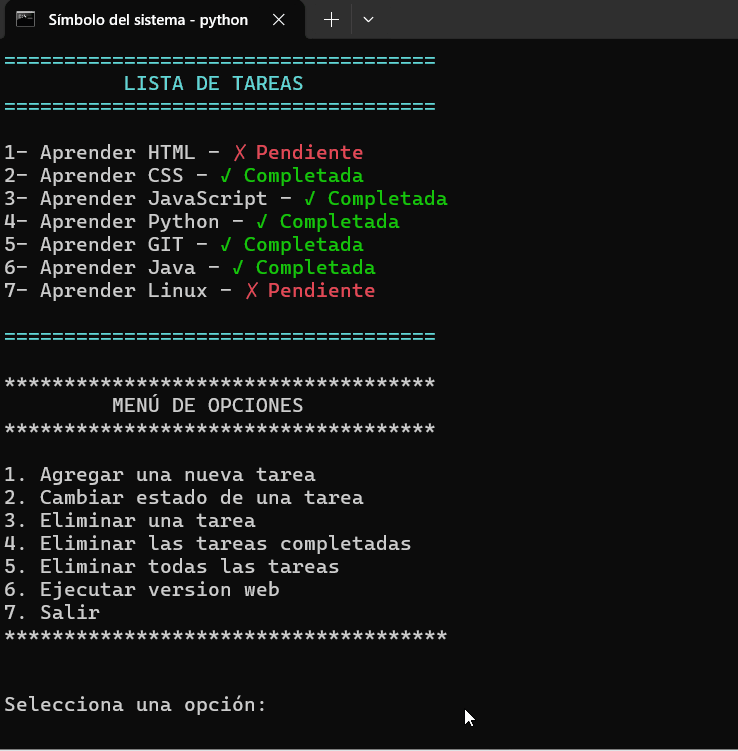 Símbolo del sistema - python
====================================
LISTA DE TAREAS
====================================
1- Aprender HTML - ✗ Pendiente
2- Aprender CSS - ✓ Completada
3- Aprender JavaScript - ✓ Completada
4- Aprender Python - ✓ Completada
5- Aprender GIT - ✓ Completada
6- Aprender Java - ✓ Completada
7- Aprender Linux - ✗ Pendiente
====================================
************************************
MENÚ DE OPCIONES
************************************
1. Agregar una nueva tarea
2. Cambiar estado de una tarea
3. Eliminar una tarea
4. Eliminar las tareas completadas
5. Eliminar todas las tareas
6. Ejecutar version web
7. Salir
*************************************
Selecciona una opción: